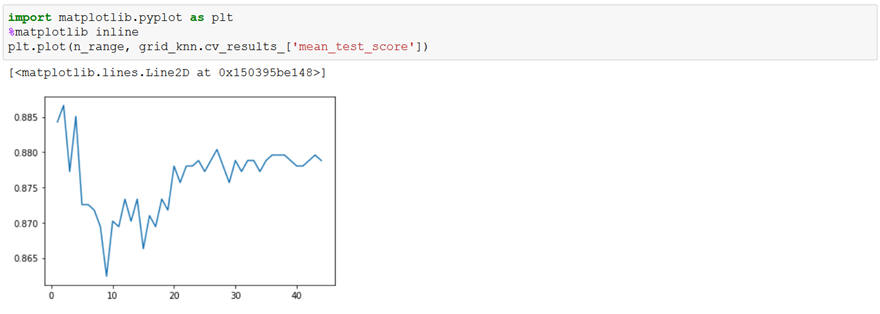 import matplotlib.pyplot as plt
%matplotlib inline
plt.plot(n_range, grid_knn.cv_results_['mean_test_score'])
[<matplotlib.lines.Line2D at 0x150395be148>]
0.885
0.880
0.875
0.870
0.865
0 10 20 30 40